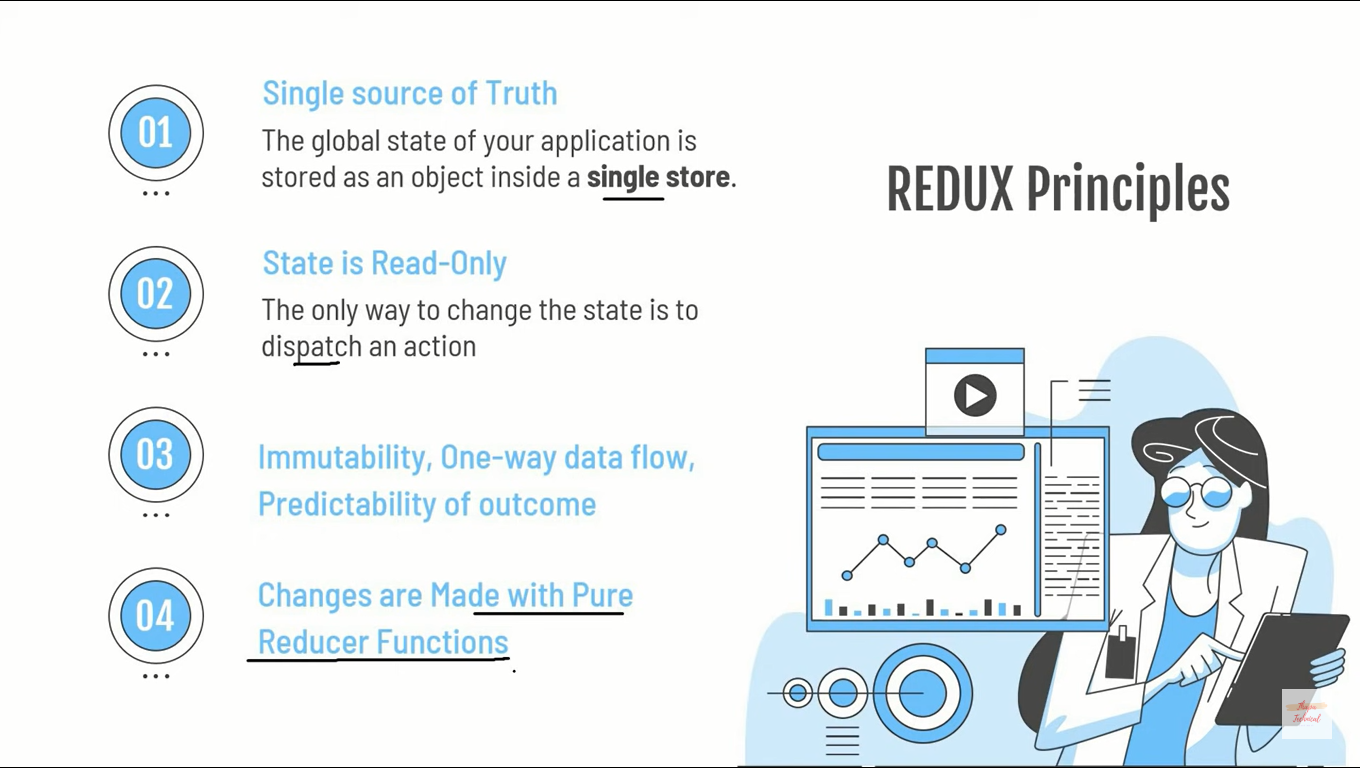 01
Single source of Truth
The global state of your application is
stored as an object inside a single store.
02
State is Read-Only
The only way to change the state is to
dispatch an action
03
Immutability, One-way data flow,
Predictability of outcome
04
Changes are Made with Pure
Reducer Functions
REDUX Principles
Technical